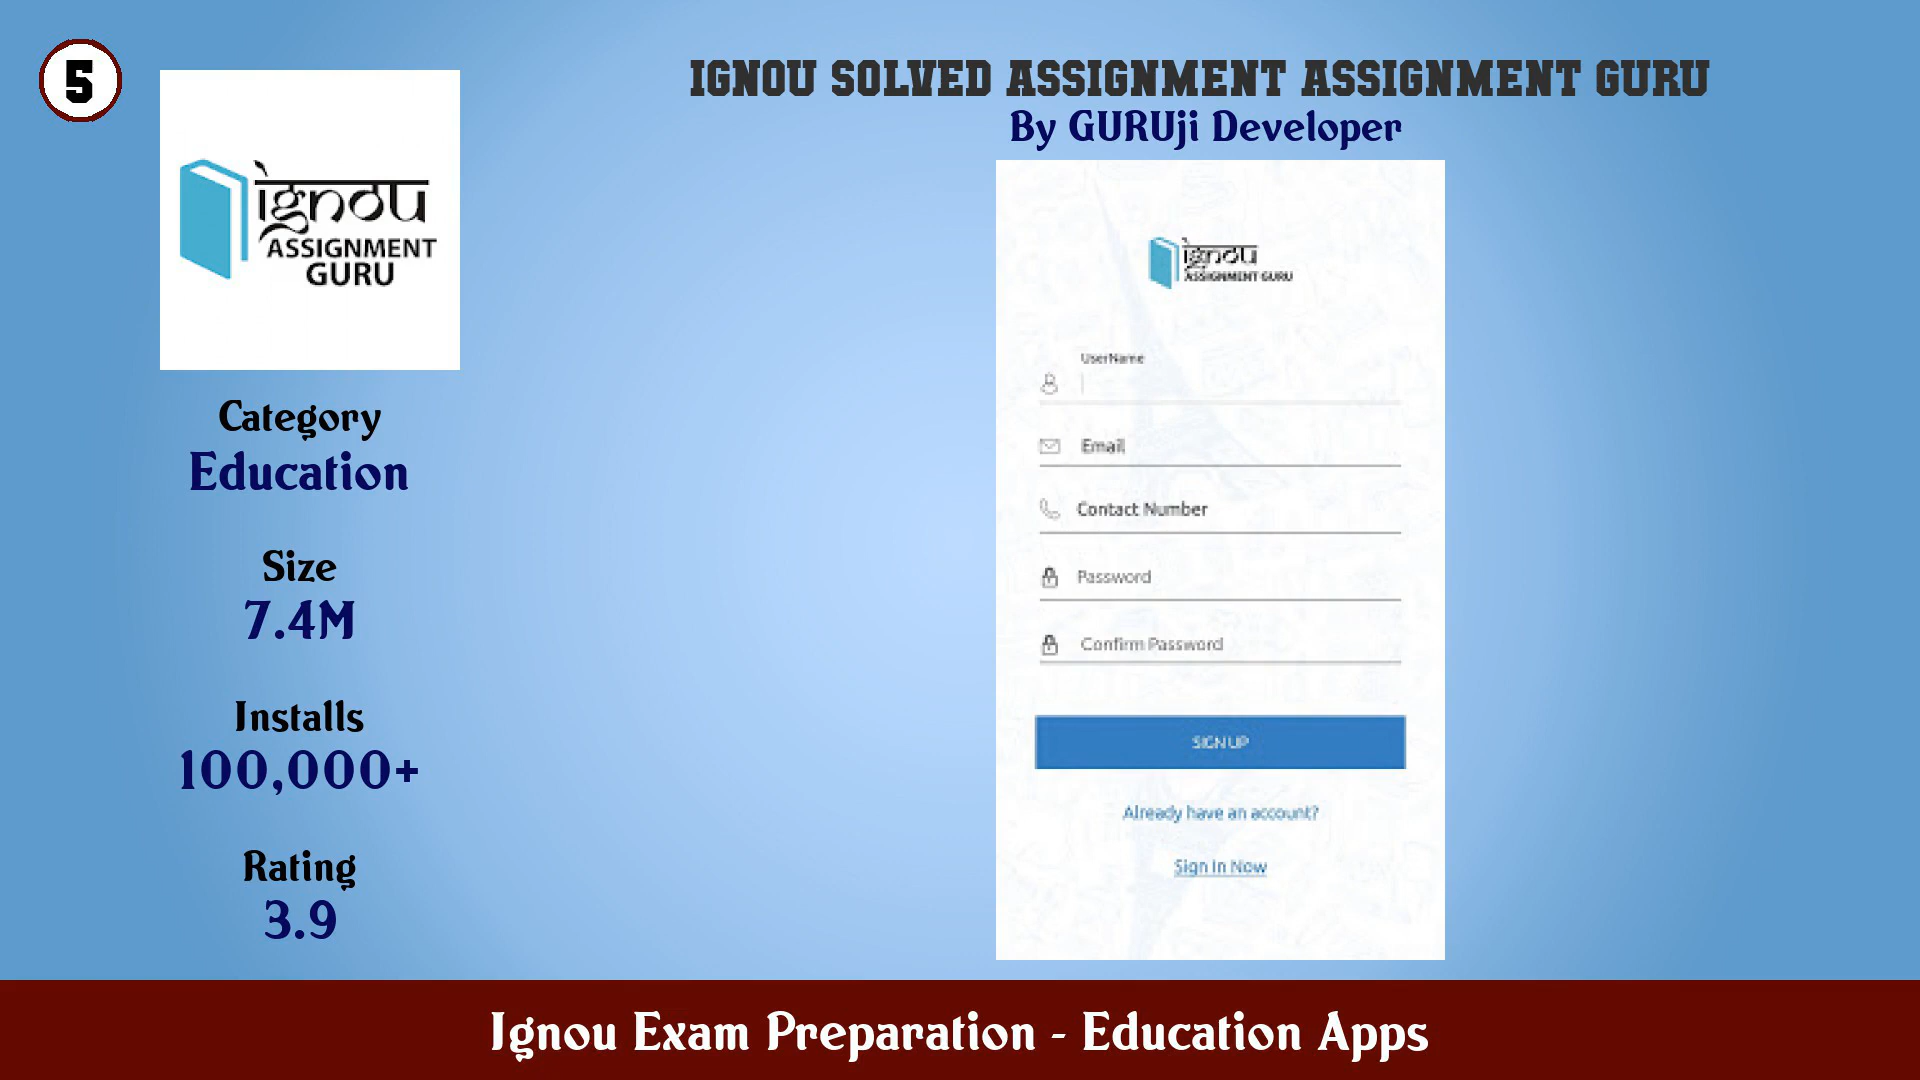 5
IGNOU SOLVED ASSIGNMENT ASSIGNMENT GURU
By GURUji Developer
ignou
ASSIGNMENT
GURU
Category
Education
Size
7.4M
Installs
100,000+
Rating
3.9
ignou
ASSIGNMENT GURU
UserName
Email
Contact Number
Password
Confirm Password
SIGN UP
Already have an account?
Sign In Now
Ignou Exam Preparation - Education Apps